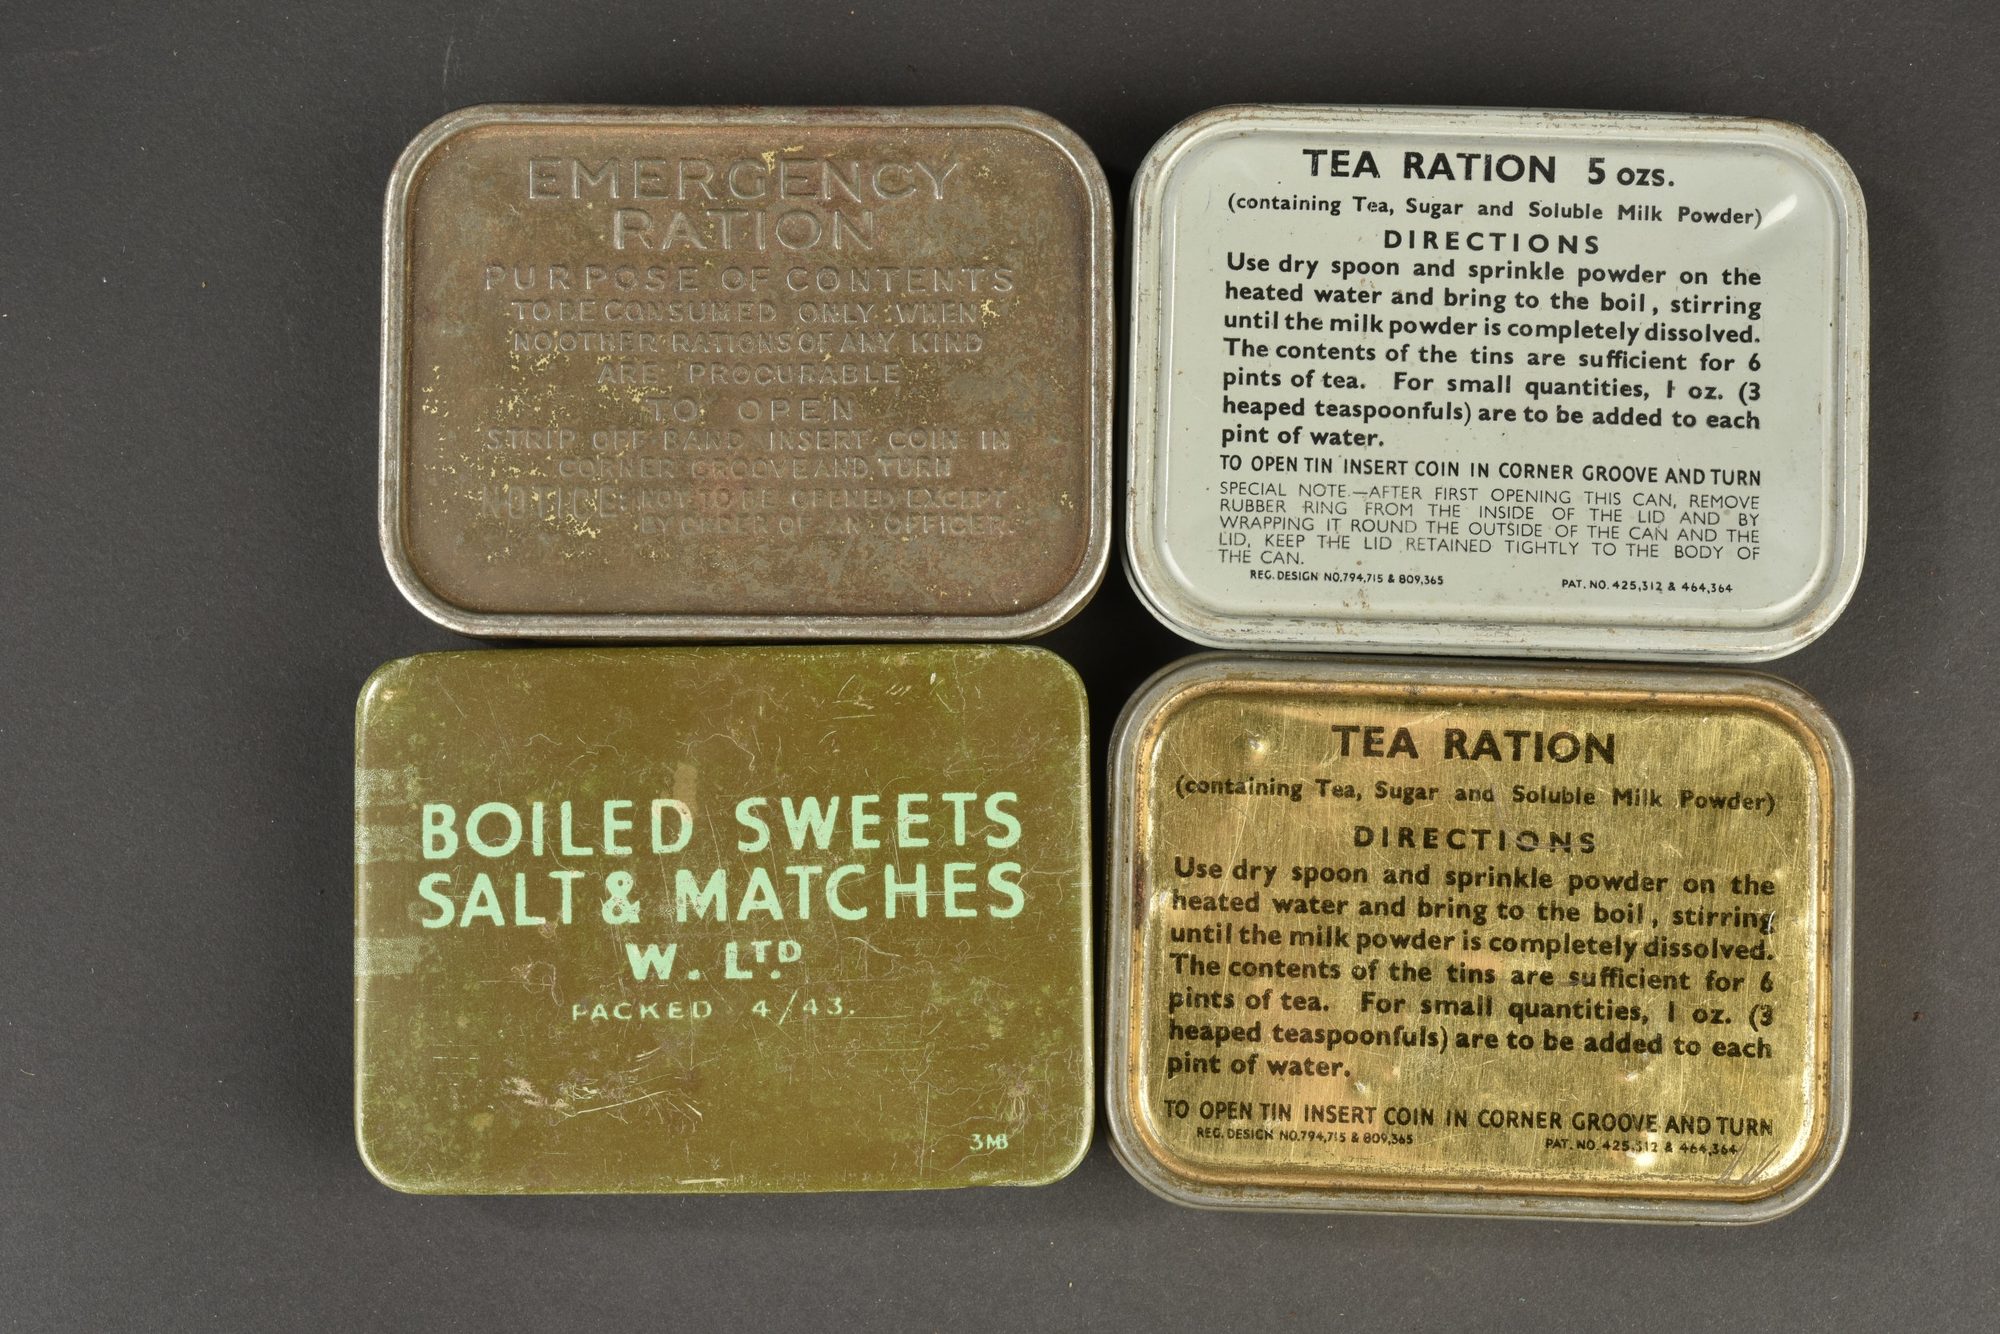 EMERGENCY
RATION
PURPOSE OF CONTENTS
TO BE CONSUMED ONLY WHEN
NO OTHER RATIONS OF ANY KIND
ARE PROCURABLE
TO OPEN
STRIP OFF BAND INSERT COIN IN
CORNER GROOVE AND TURN
NOTICE: NOT TO BE OPENED EXCEPT
BY ORDER OF AN OFFICER.
TEA RATION 5 ozs.
(containing Tea, Sugar and Soluble Milk Powder)
DIRECTIONS
Use dry spoon and sprinkle powder on the
heated water and bring to the boil, stirring
until the milk powder is completely dissolved.
The contents of the tins are sufficient for 6
pints of tea. For small quantities, 1 oz. (3
heaped teaspoonfuls) are to be added to each
pint of water.
TO OPEN TIN INSERT COIN IN CORNER GROOVE AND TURN
SPECIAL NOTE.—AFTER FIRST OPENING THIS CAN, REMOVE
RUBBER RING FROM THE INSIDE OF THE LID AND BY
WRAPPING IT ROUND THE OUTSIDE OF THE CAN AND THE
LID, KEEP THE LID RETAINED TIGHTLY TO THE BODY OF
THE CAN.
REG. DESIGN NO. 794,715 & 809,365 PAT. NO. 425,312 & 464,364
BOILED SWEETS
SALT & MATCHES
W. LTD
PACKED 4/43.
3MB
TEA RATION
(containing Tea, Sugar and Soluble Milk Powder)
DIRECTIONS
Use dry spoon and sprinkle powder on the
heated water and bring to the boil, stirring
until the milk powder is completely dissolved.
The contents of the tins are sufficient for 6
pints of tea. For small quantities, 1 oz. (3
heaped teaspoonfuls) are to be added to each
pint of water.
TO OPEN TIN INSERT COIN IN CORNER GROOVE AND TURN
REG. DESIGN NO. 794,715 & 809,365 PAT. NO. 425,312 & 464,364